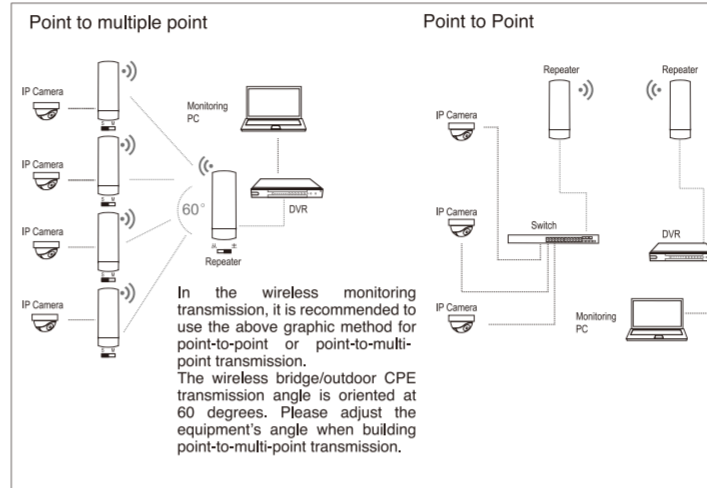 Point to multiple point
IP Camera
IP Camera
IP Camera
IP Camera
Monitoring
PC
60°
DVR
Repeater
In the wireless monitoring
transmission, it is recommended to
use the above graphic method for
point-to-point or point-to-multi-
point transmission.
The wireless bridge/outdoor CPE
transmission angle is oriented at
60 degrees. Please adjust the
equipment's angle when building
point-to-multi-point transmission.
Point to Point
Repeater
Repeater
IP Camera
IP Camera
Switch
DVR
IP Camera
Monitoring
PC